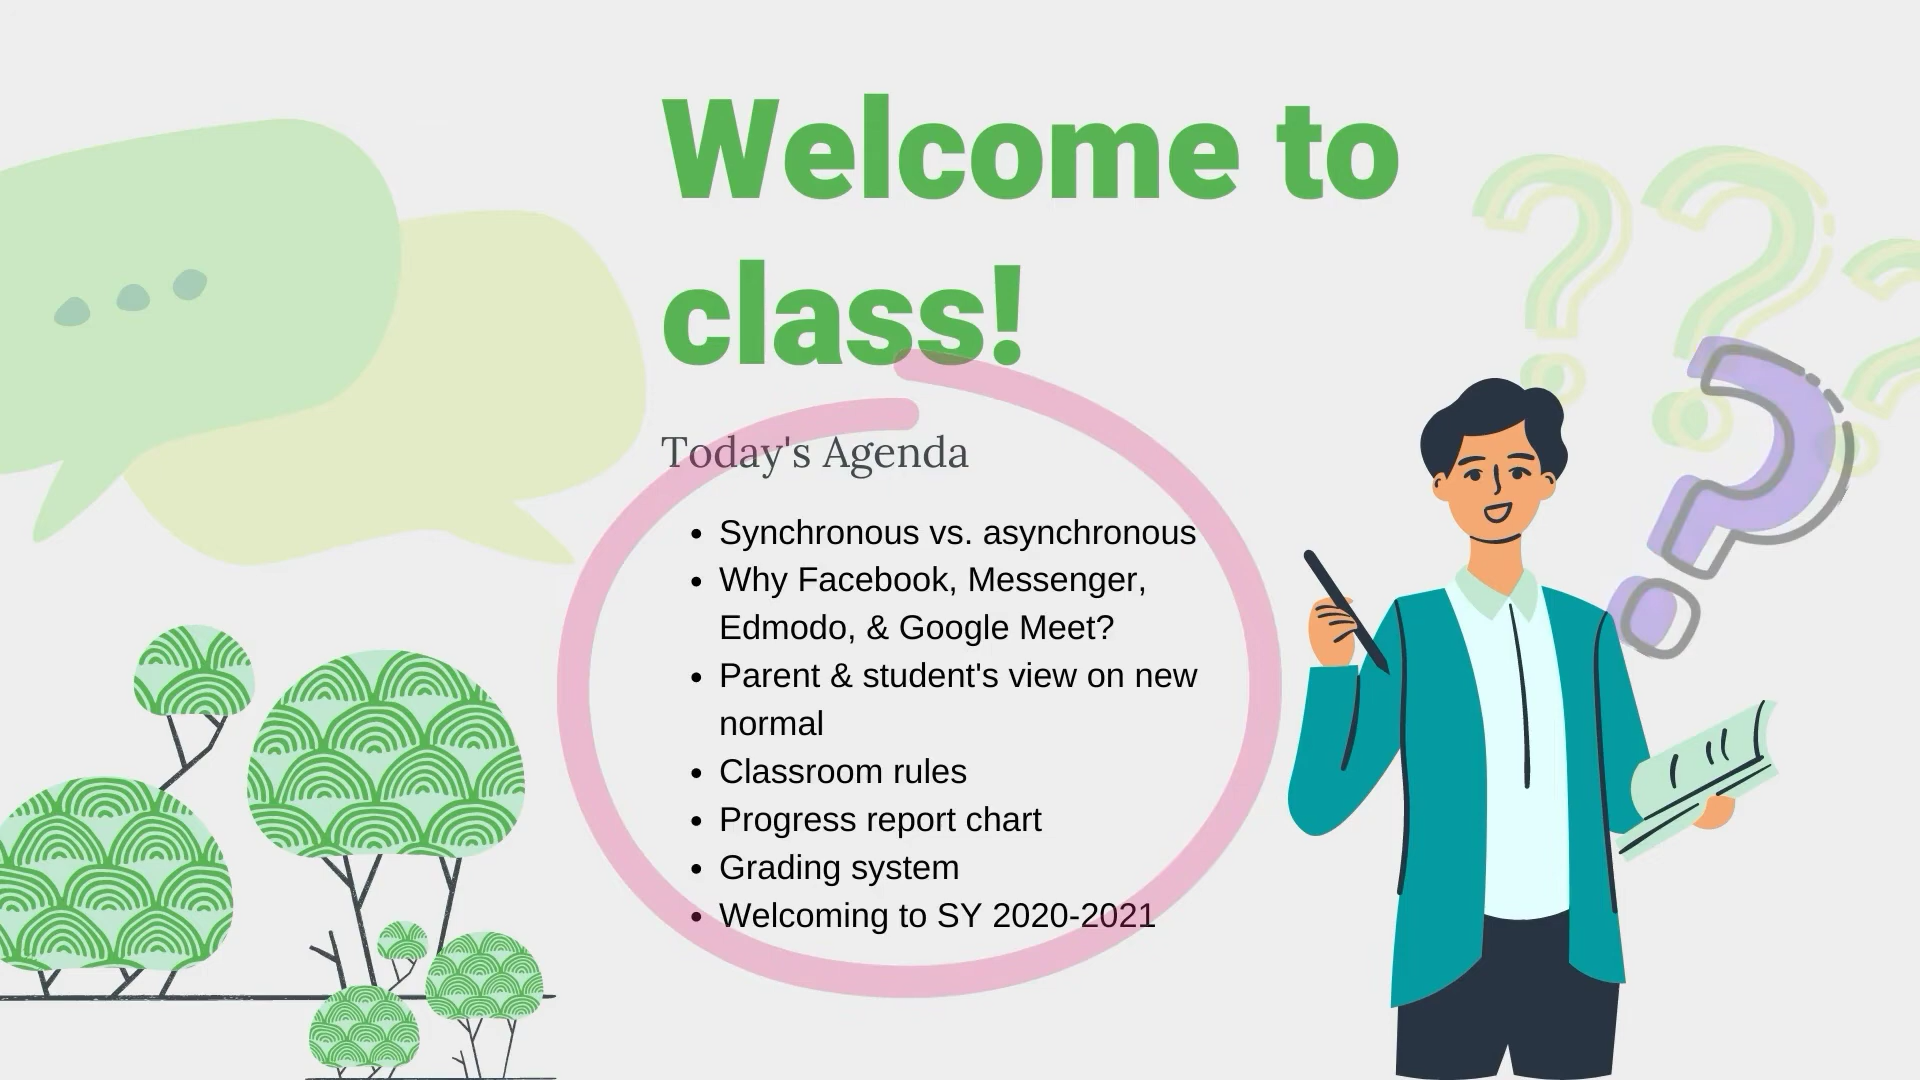 Welcome to
class!
Today's Agenda
• Synchronous vs. asynchronous
• Why Facebook, Messenger,
Edmodo, & Google Meet?
• Parent & student's view on new
normal
• Classroom rules
• Progress report chart
• Grading system
• Welcoming to SY 2020-2021